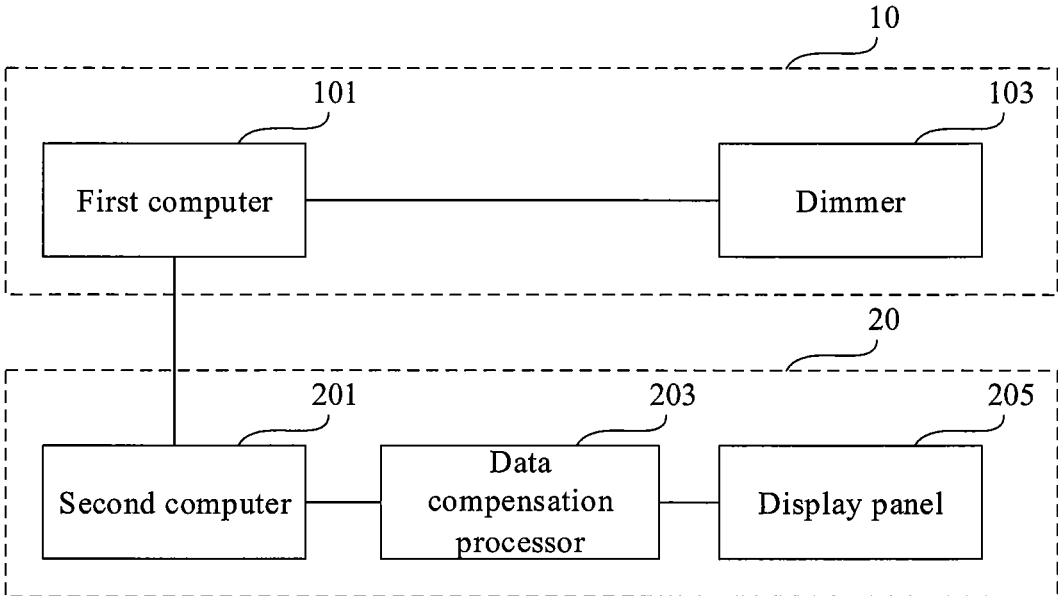 10
101
103
First computer
Dimmer
20
201
203
205
Second computer
Data
compensation
processor
Display panel